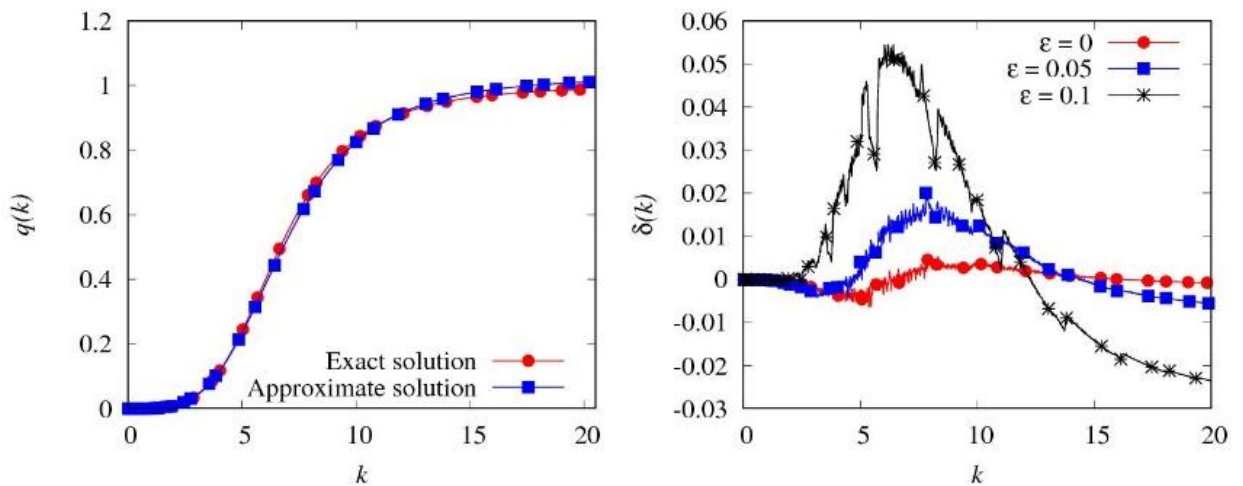 1.2
1
0.8
0.6
0.4
0.2
0
q(k)
Exact solution
Approximate solution
0 5 10 15 20
k
0.06
0.05
0.04
0.03
0.02
0.01
0
-0.01
-0.02
-0.03
δ(k)
ε = 0
ε = 0.05
ε = 0.1
0 5 10 15 20
k